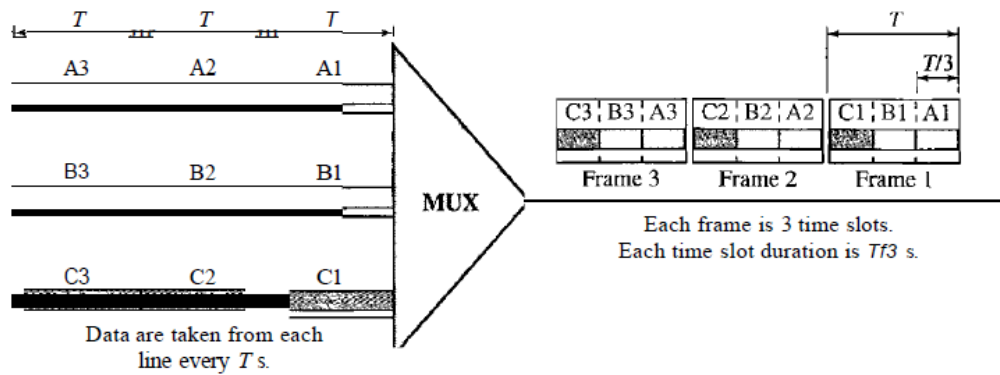 T T T
A3 A2 A1
B3 B2 B1
C3 C2 C1
Data are taken from each
line every T s.
MUX
T
T/3
C3 B3 A3 C2 B2 A2 C1 B1 A1
Frame 3 Frame 2 Frame 1
Each frame is 3 time slots.
Each time slot duration is Tf3 s.